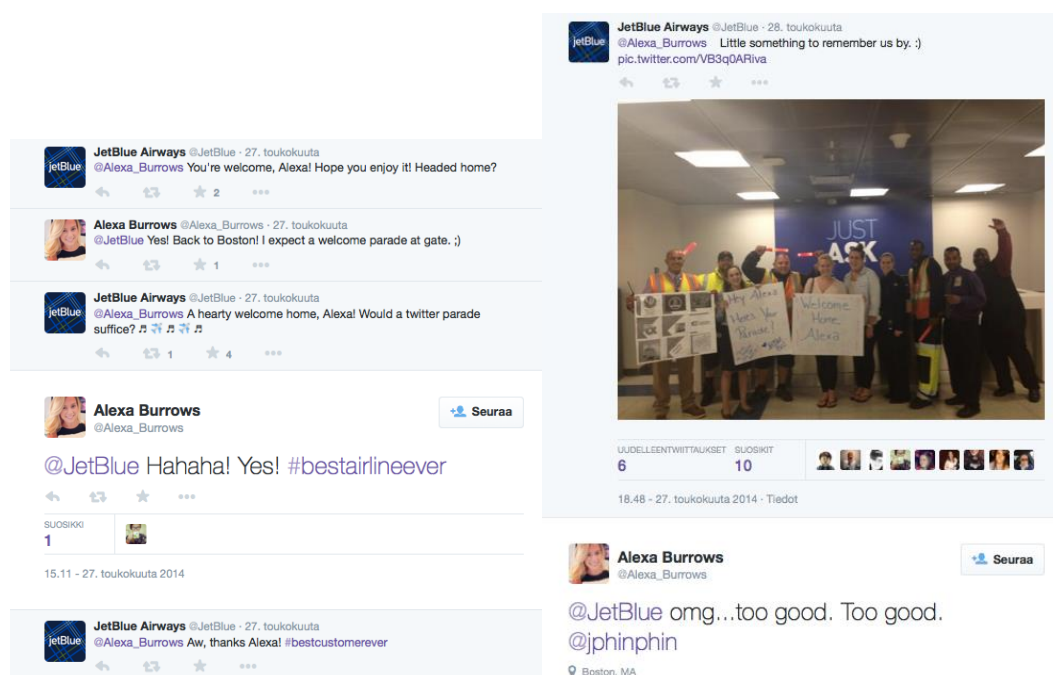 jetBlue
JetBlue Airways @JetBlue · 27. toukokuuta
@Alexa_Burrows You're welcome, Alexa! Hope you enjoy it! Headed home?
2
Alexa Burrows @Alexa_Burrows · 27. toukokuuta
@JetBlue Yes! Back to Boston! I expect a welcome parade at gate. ;)
1
jetBlue
JetBlue Airways @JetBlue · 27. toukokuuta
@Alexa_Burrows A hearty welcome home, Alexa! Would a twitter parade
suffice? ♬ ✈ ♬ ✈ ♬
1 4
Alexa Burrows
@Alexa_Burrows
Seuraa
@JetBlue Hahaha! Yes! #bestairlineever
SUOSIKKI
1
15.11 - 27. toukokuuta 2014
jetBlue
JetBlue Airways @JetBlue · 27. toukokuuta
@Alexa_Burrows Aw, thanks Alexa! #bestcustomerever
jetBlue
JetBlue Airways @JetBlue · 28. toukokuuta
@Alexa_Burrows Little something to remember us by. :)
pic.twitter.com/VB3q0ARiva
JUST
ASK
Hey Alexa
Heres Your
Parade!
Welcome
Home
Alexa
UUDELLEENTWIITTAUKSET SUOSIKIT
6 10
18.48 - 27. toukokuuta 2014 · Tiedot
Alexa Burrows
@Alexa_Burrows
Seuraa
@JetBlue omg...too good. Too good.
@jphinphin
Boston, MA